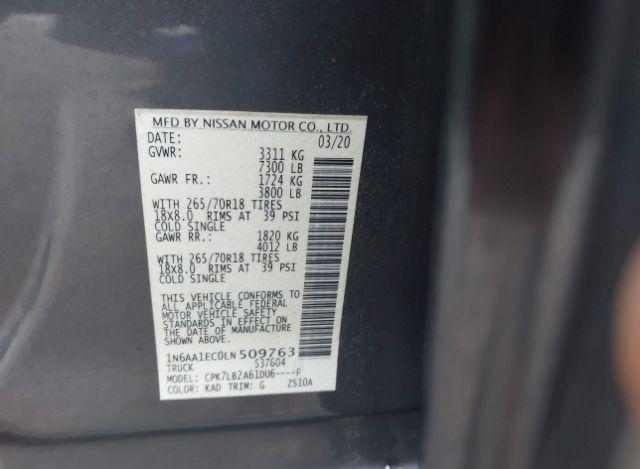 MFD BY NISSAN MOTOR CO., LTD.
DATE: 03/20
GVWR: 3311 KG
7300 LB
GAWR FR.: 1724 KG
3800 LB
WITH 265/70R18 TIRES
18X8.0 RIMS AT 39 PSI
COLD SINGLE
GAWR RR.: 1820 KG
4012 LB
WITH 265/70R18 TIRES
18X8.0 RIMS AT 39 PSI
COLD SINGLE
THIS VEHICLE CONFORMS TO
ALL APPLICABLE FEDERAL
MOTOR VEHICLE SAFETY
STANDARDS IN EFFECT ON
THE DATE OF MANUFACTURE
SHOWN ABOVE.
1N6AA1EC0LN509763
TRUCK 537604
MODEL: CPK7LB2A61DU6----F
COLOR: KAD TRIM: G ZS10A